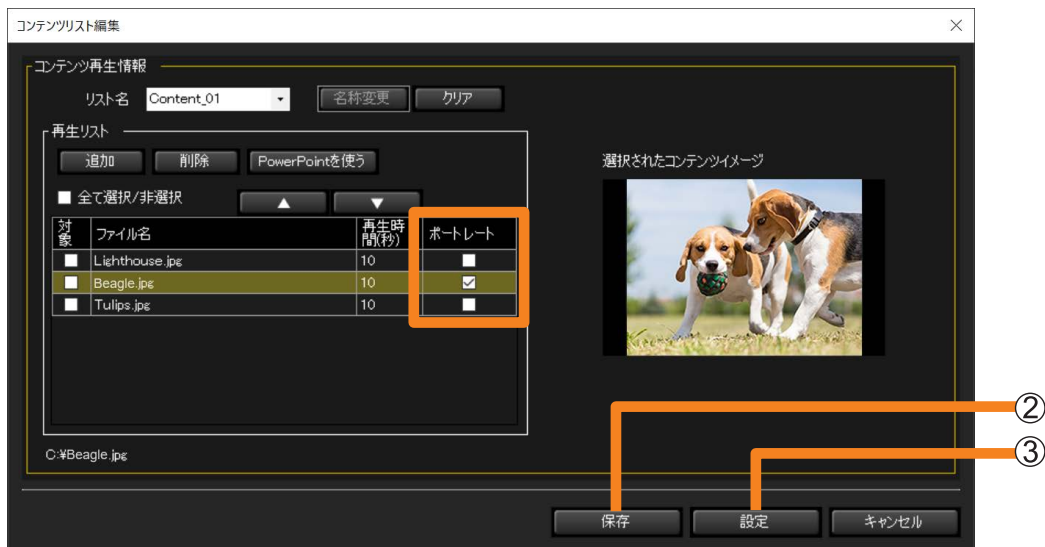 コンテンツリスト編集
コンテンツ再生情報
リスト名 Content_01 名称変更 クリア
再生リスト
追加 削除 PowerPointを使う
選択されたコンテンツイメージ
全て選択/非選択 ▲ ▼
対象 ファイル名 再生時間(秒) ポートレート
Lighthouse.jpg 10
Beagle.jpg 10
Tulips.jpg 10
②
C:¥Beagle.jpg
③
保存 設定 キャンセル